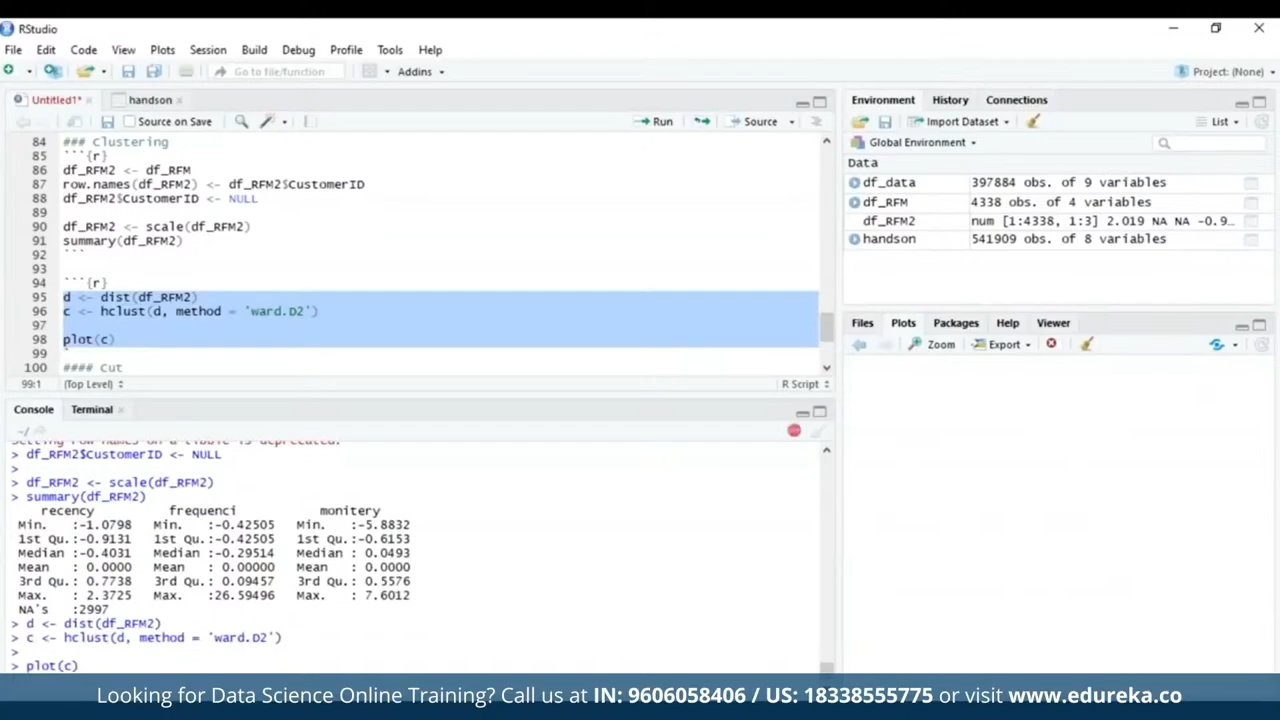 RStudio
File Edit Code View Plots Session Build Debug Profile Tools Help
Go to file/function Addins Project: (None)
Untitled1* handson
Source on Save Run Source
84 ### Clustering
85 ```{r}
86 df_RFM2 <- df_RFM
87 row.names(df_RFM2) <- df_RFM2$CustomerID
88 df_RFM2$CustomerID <- NULL
89
90 df_RFM2 <- scale(df_RFM2)
91 summary(df_RFM2)
92 ```
93
94 ```{r}
95 d <- dist(df_RFM2)
96 c <- hclust(d, method = 'ward.D2')
97
98 plot(c)
99 `
100 #### Cut
99:1 (Top Level) R Script
Console Terminal
~/
Setting row names on a tibble is deprecated.
> df_RFM2$CustomerID <- NULL
>
> df_RFM2 <- scale(df_RFM2)
> summary(df_RFM2)
recency frequenci monitery
Min. :-1.0798 Min. :-0.42505 Min. :-5.8832
1st Qu.:-0.9131 1st Qu.:-0.42505 1st Qu.:-0.6153
Median :-0.4031 Median :-0.29514 Median : 0.0493
Mean : 0.0000 Mean : 0.00000 Mean : 0.0000
3rd Qu.: 0.7738 3rd Qu.: 0.09457 3rd Qu.: 0.5576
Max. : 2.3725 Max. :26.59496 Max. : 7.6012
NA's :2997
> d <- dist(df_RFM2)
> c <- hclust(d, method = 'ward.D2')
>
> plot(c)
Environment History Connections
Import Dataset List
Global Environment
Data
df_data 397884 obs. of 9 variables
df_RFM 4338 obs. of 4 variables
df_RFM2 num [1:4338, 1:3] 2.019 NA NA -0.9…
handson 541909 obs. of 8 variables
Files Plots Packages Help Viewer
Zoom Export
Looking for Data Science Online Training? Call us at IN: 9606058406 / US: 18338555775 or visit www.edureka.co